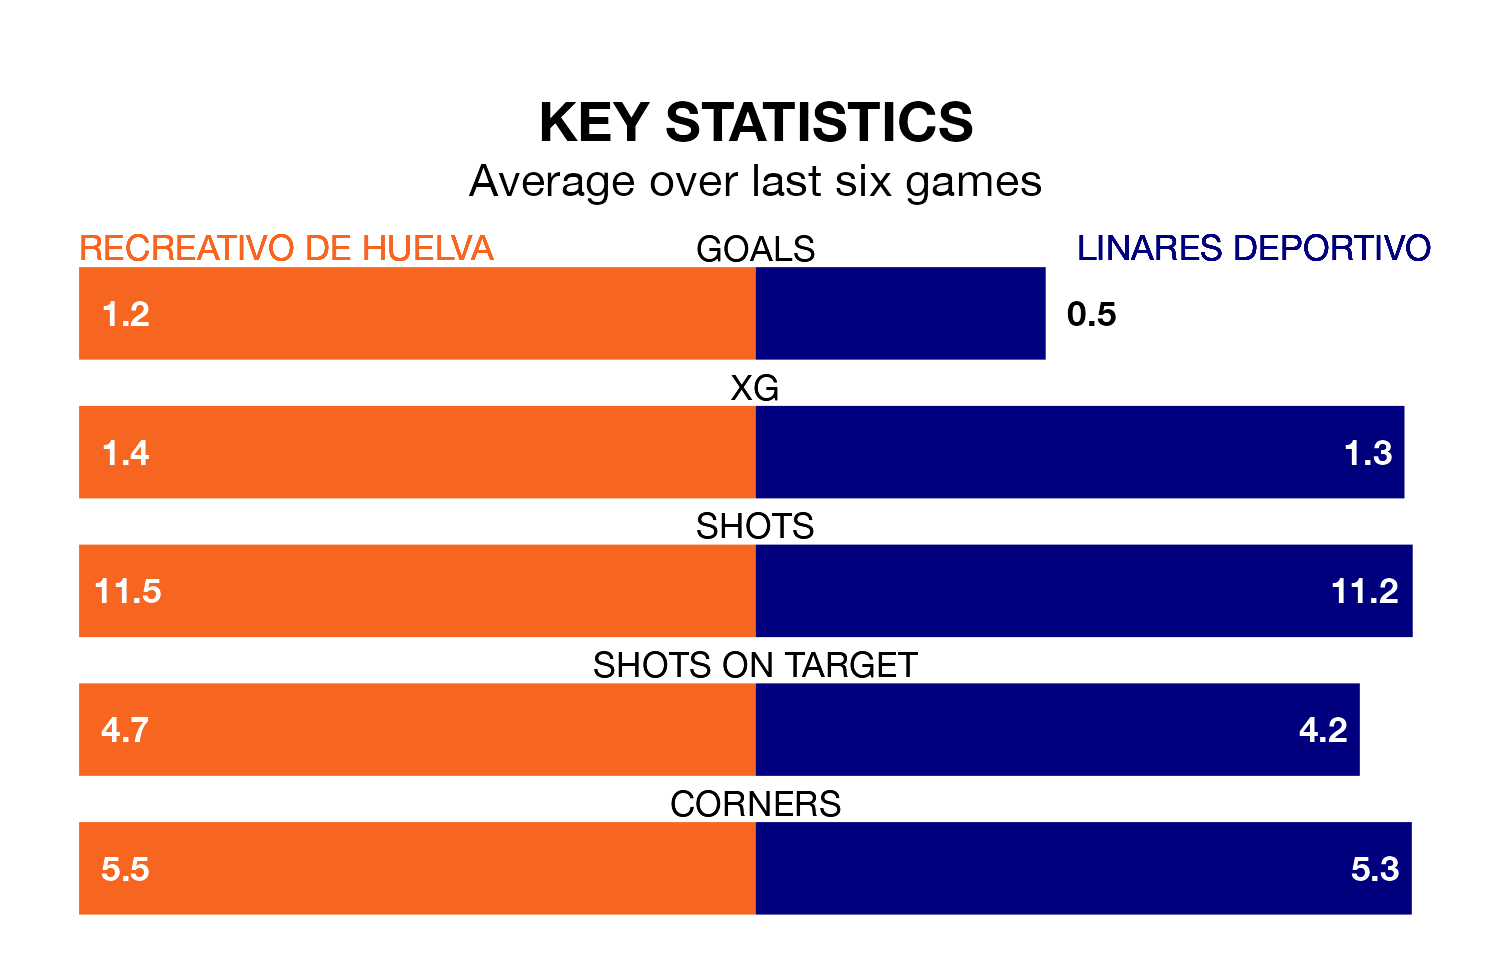 KEY STATISTICS
Average over last six games
RECREATIVO DE HUELVA GOALS LINARES DEPORTIVO
1.2 0.5
XG
1.4 1.3
SHOTS
11.5 11.2
SHOTS ON TARGET
4.7 4.2
CORNERS
5.5 5.3